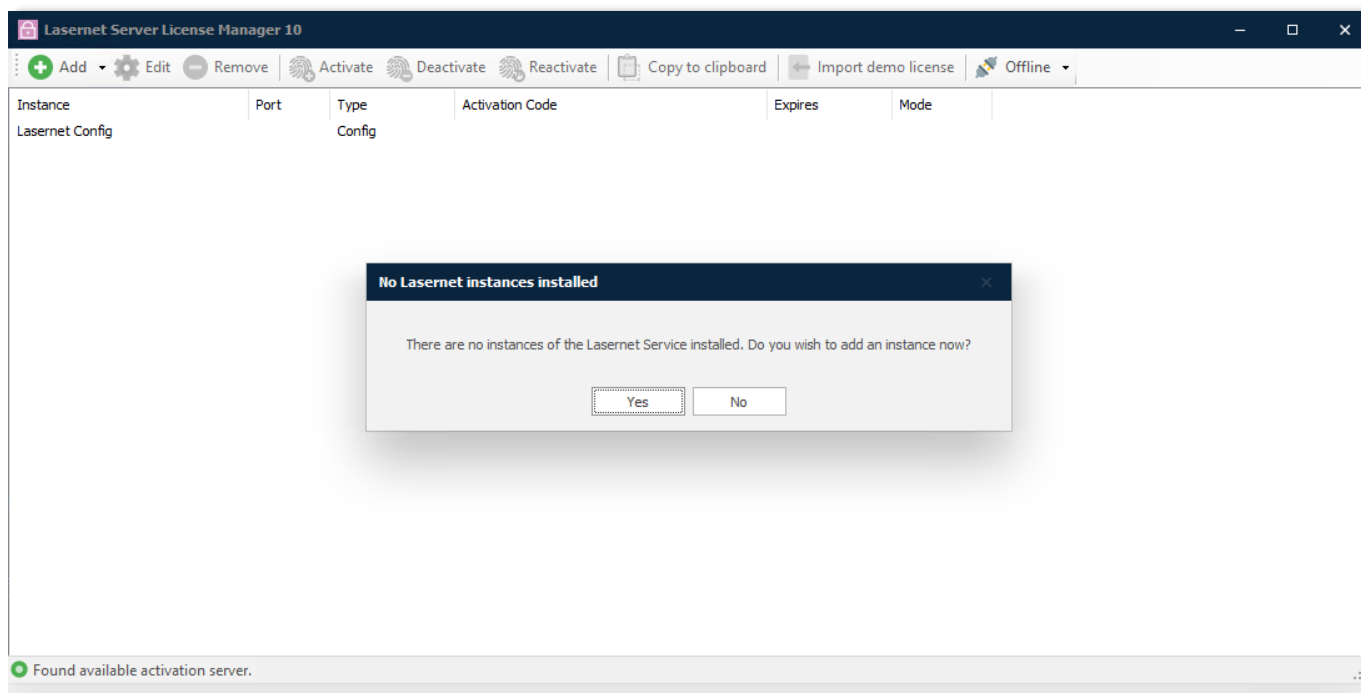 Lasernet Server License Manager 10
Add Edit Remove Activate Deactivate Reactivate Copy to clipboard Import demo license Offline
Instance Port Type Activation Code Expires Mode
Lasernet Config Config
No Lasernet instances installed
There are no instances of the Lasernet Service installed. Do you wish to add an instance now?
Yes No
Found available activation server.